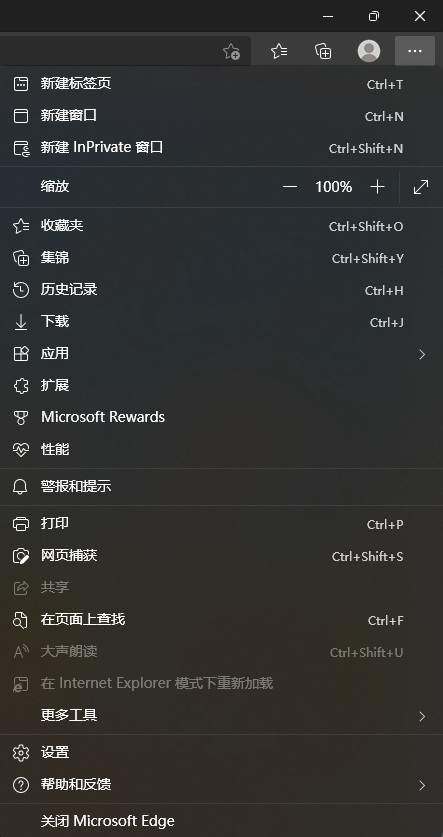 新建标签页 Ctrl+T
新建窗口 Ctrl+N
新建 InPrivate 窗口 Ctrl+Shift+N
缩放 — 100% +
收藏夹 Ctrl+Shift+O
集锦 Ctrl+Shift+Y
历史记录 Ctrl+H
下载 Ctrl+J
应用
扩展
Microsoft Rewards
性能
警报和提示
打印 Ctrl+P
网页捕获 Ctrl+Shift+S
共享
在页面上查找 Ctrl+F
大声朗读 Ctrl+Shift+U
在 Internet Explorer 模式下重新加载
更多工具
设置
帮助和反馈
关闭 Microsoft Edge